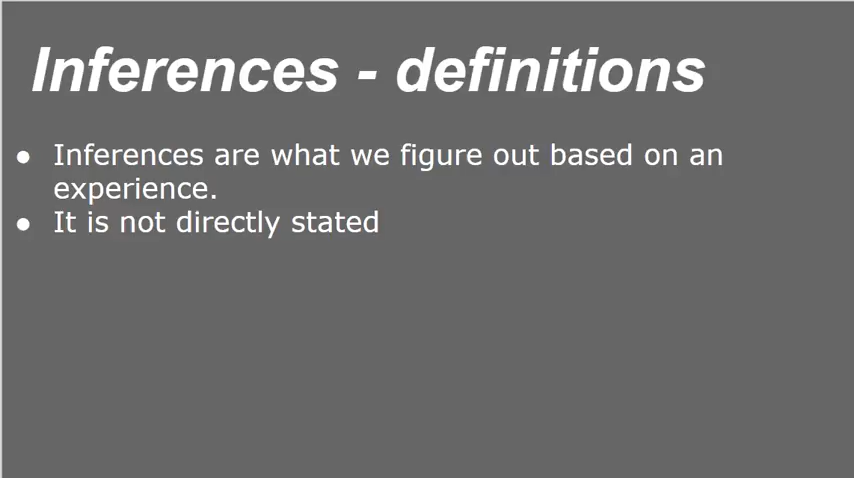 Inferences - definitions
● Inferences are what we figure out based on an
experience.
● It is not directly stated